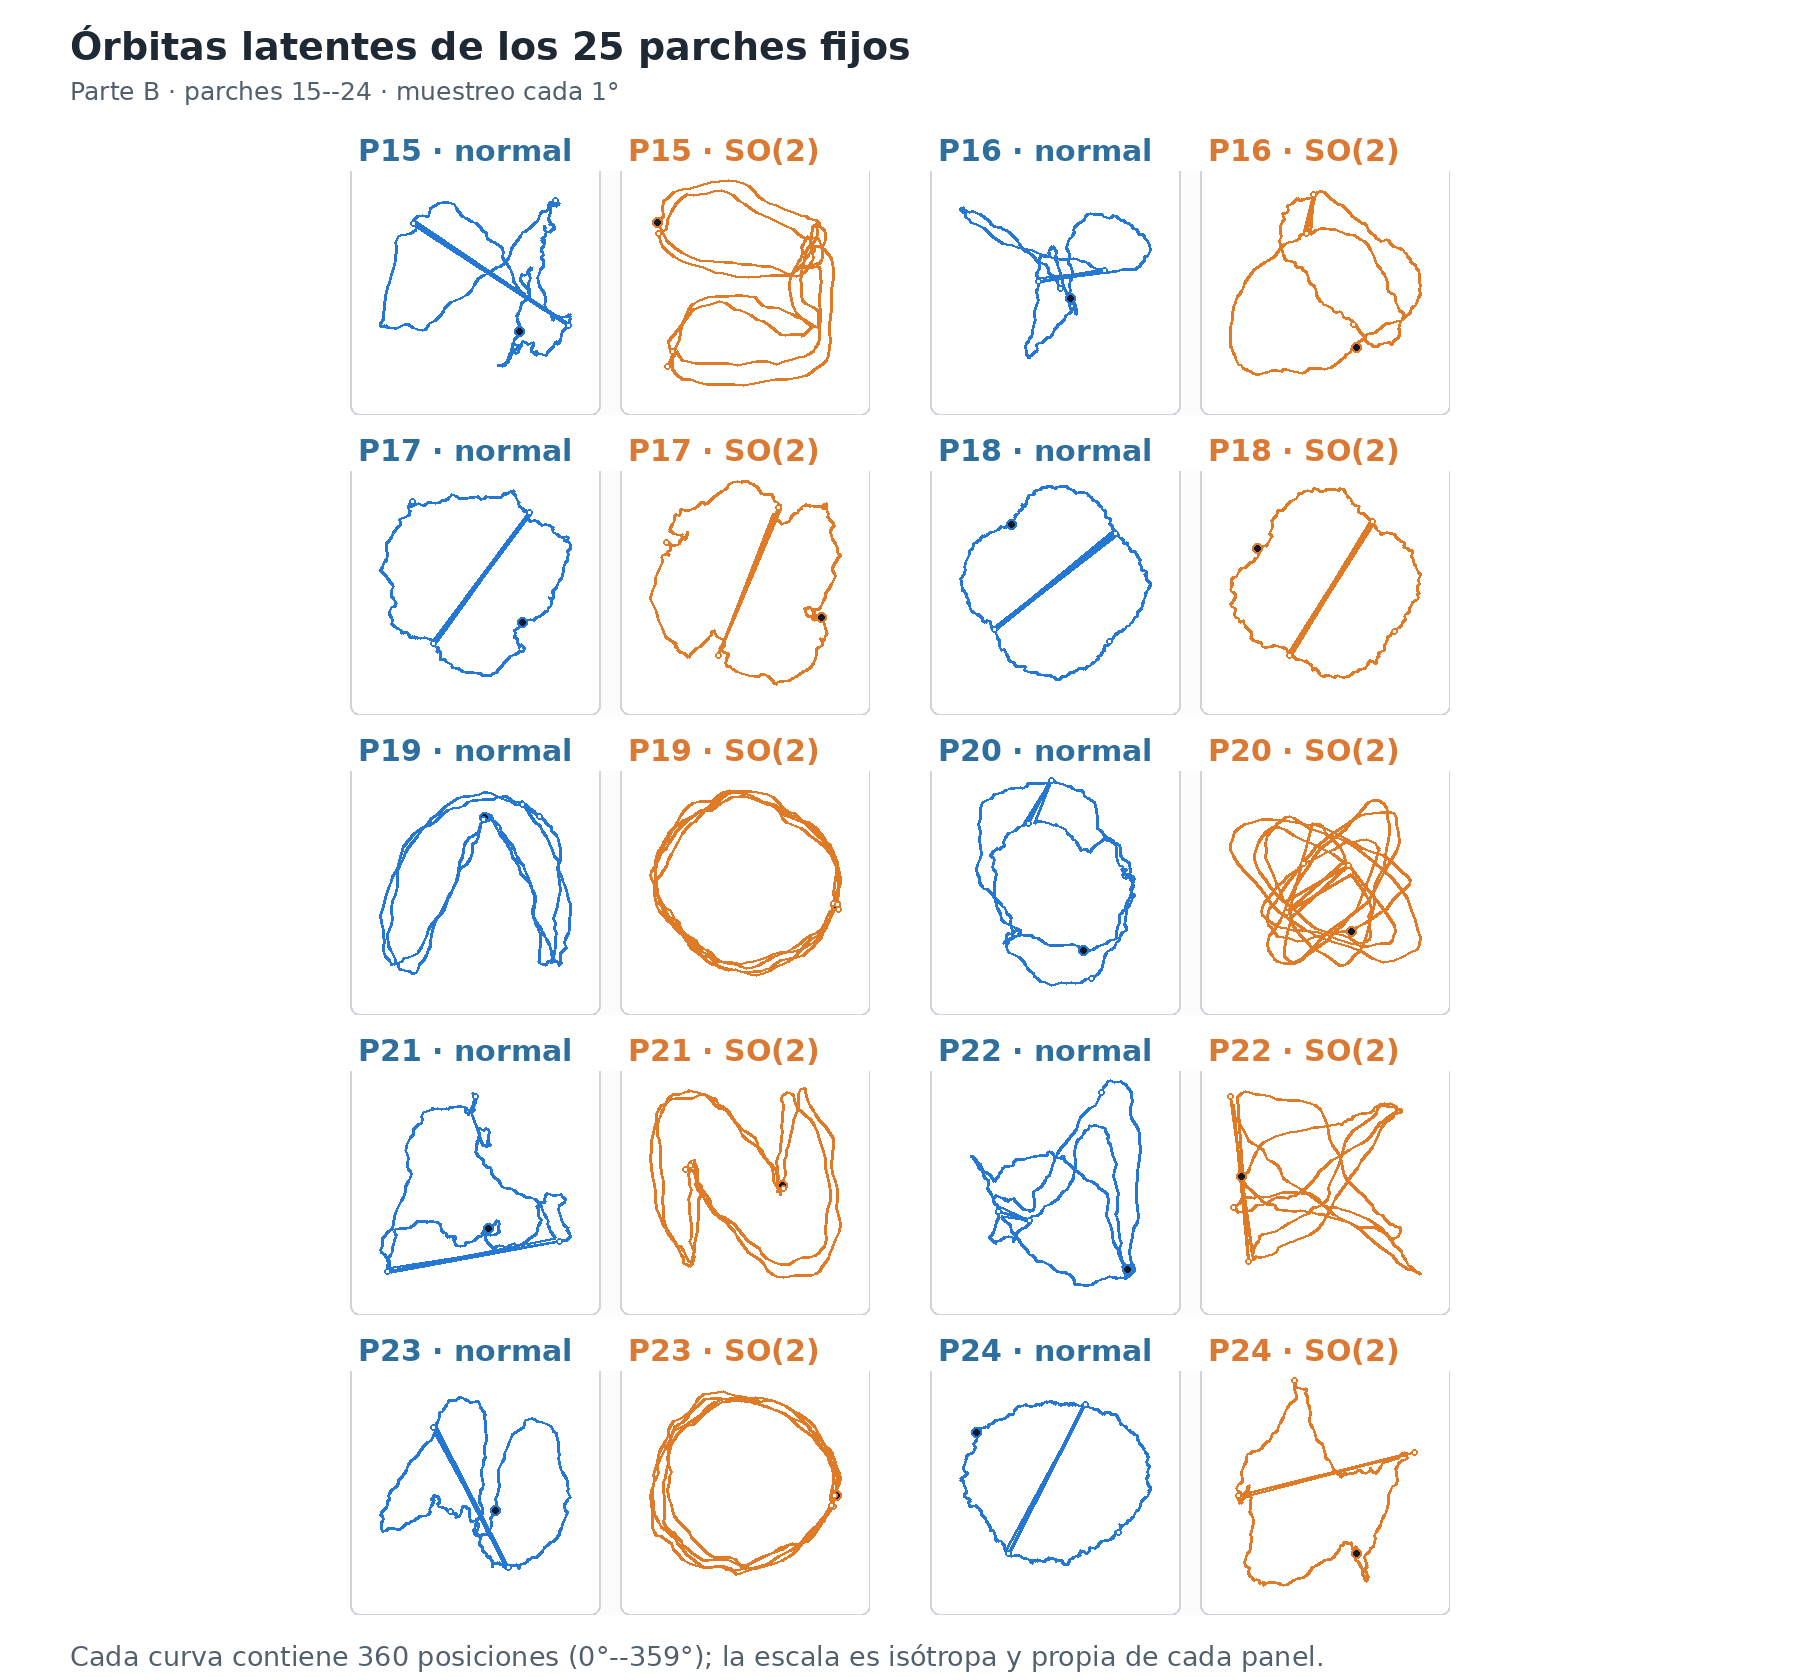 Órbitas latentes de los 25 parches fijos
Parte B · parches 15--24 · muestreo cada 1°
P15 · normal P15 · SO(2) P16 · normal P16 · SO(2)
P17 · normal P17 · SO(2) P18 · normal P18 · SO(2)
P19 · normal P19 · SO(2) P20 · normal P20 · SO(2)
P21 · normal P21 · SO(2) P22 · normal P22 · SO(2)
P23 · normal P23 · SO(2) P24 · normal P24 · SO(2)
Cada curva contiene 360 posiciones (0°--359°); la escala es isótropa y propia de cada panel.